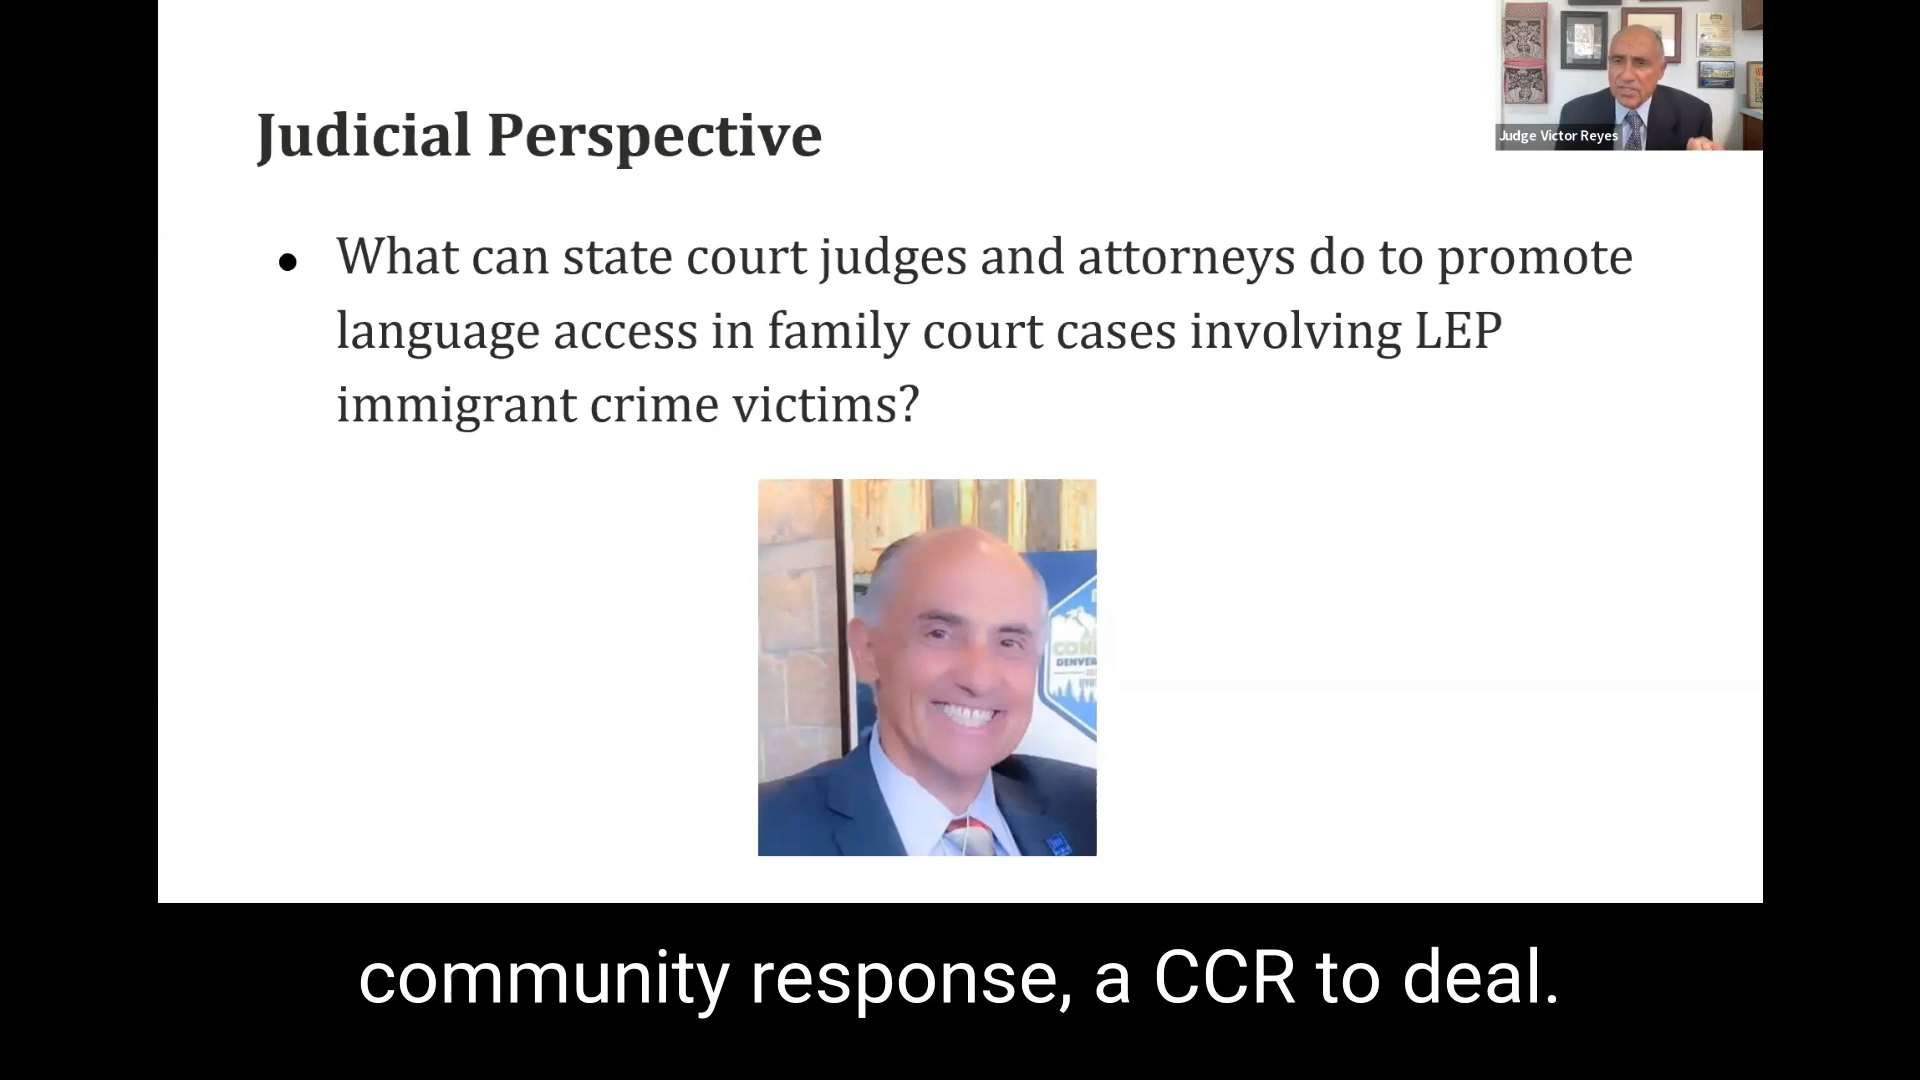 Judicial Perspective
Judge Victor Reyes
● What can state court judges and attorneys do to promote
language access in family court cases involving LEP
immigrant crime victims?
DENVER
community response, a CCR to deal.